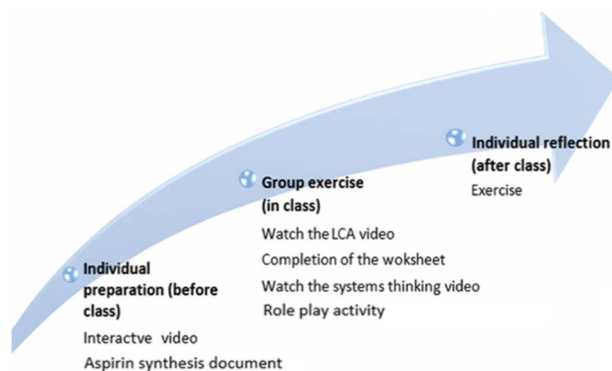 Individual
preparation (before
class)
Interactve video
Aspirin synthesis document
Group exercise
(in class)
Watch the LCA video
Completion of the woksheet
Watch the systems thinking video
Role play activity
Individual reflection
(after class)
Exercise